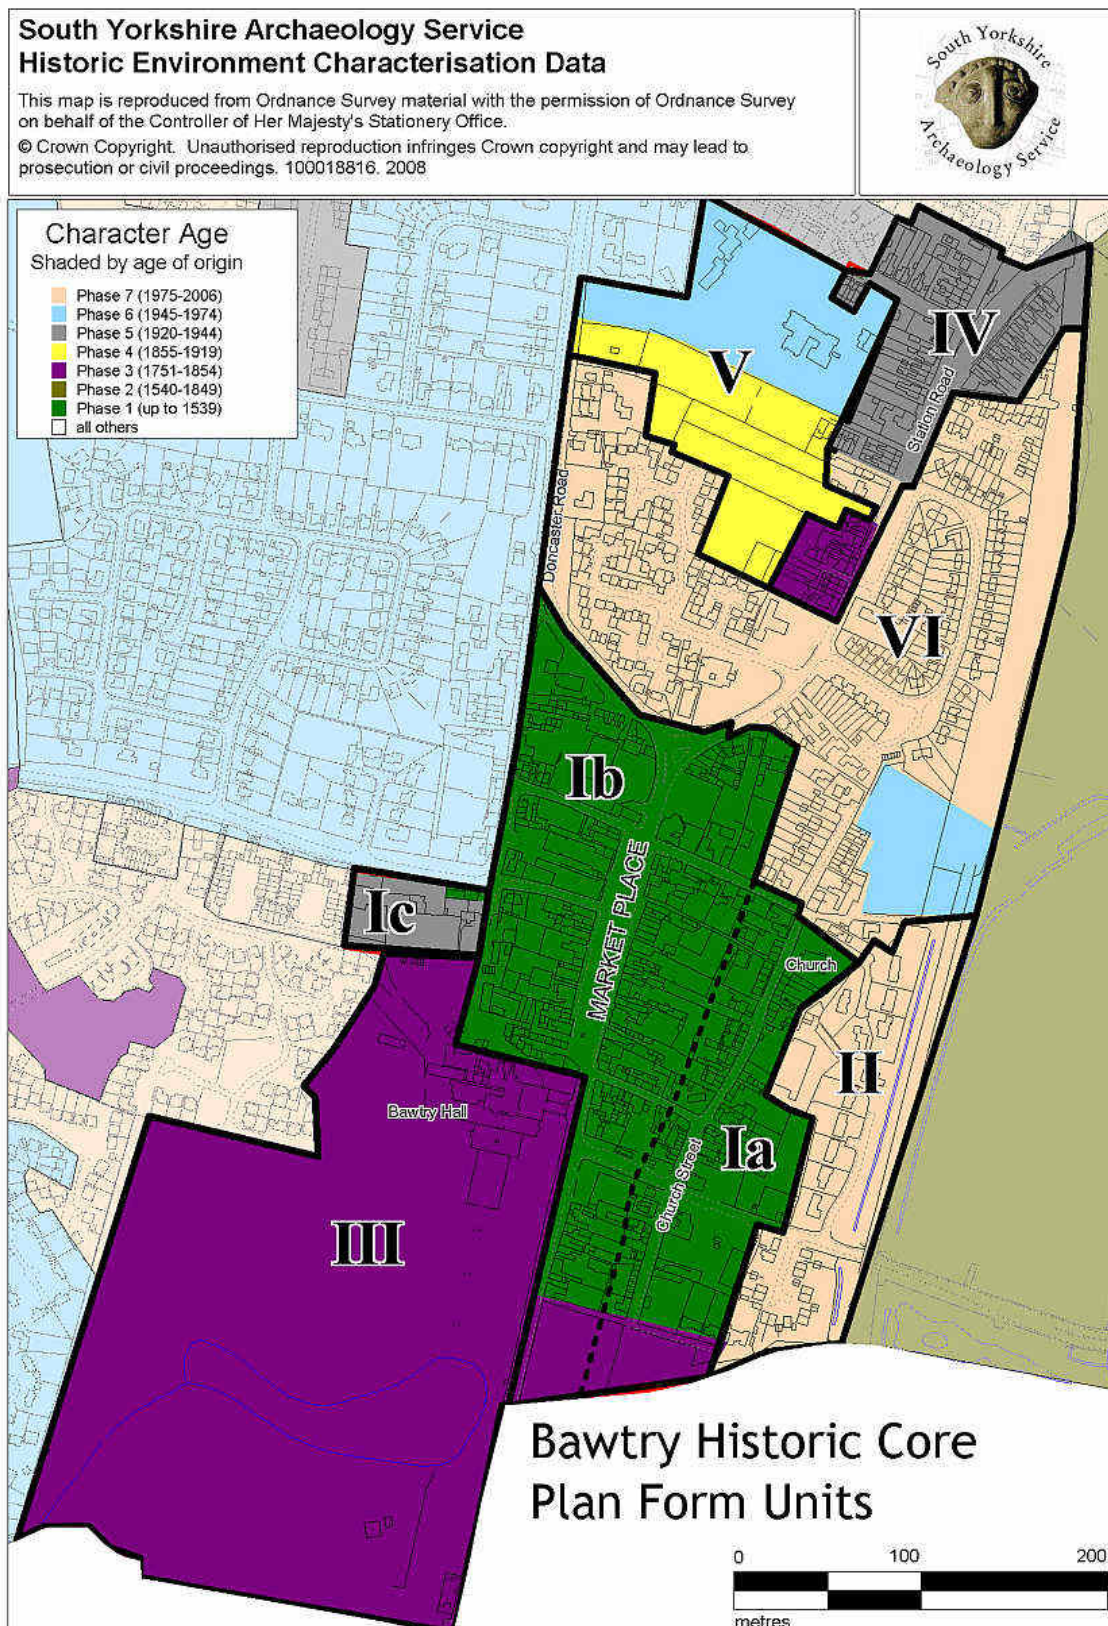 South Yorkshire Archaeology Service
Historic Environment Characterisation Data
This map is reproduced from Ordnance Survey material with the permission of Ordnance Survey
on behalf of the Controller of Her Majesty's Stationery Office.
© Crown Copyright. Unauthorised reproduction infringes Crown copyright and may lead to
prosecution or civil proceedings. 100018816. 2008
South Yorkshire
Archaeology Service
Character Age
Shaded by age of origin
Phase 7 (1975-2006)
Phase 6 (1945-1974)
Phase 5 (1920-1944)
Phase 4 (1855-1919)
Phase 3 (1751-1854)
Phase 2 (1540-1849)
Phase 1 (up to 1539)
all others
IV
V
Station Road
Doncaster Road
VI
Ib
MARKET PLACE
Ic
Church
II
Bawtry Hall
Ia
Church Street
III
Bawtry Historic Core
Plan Form Units
0 100 200
metres